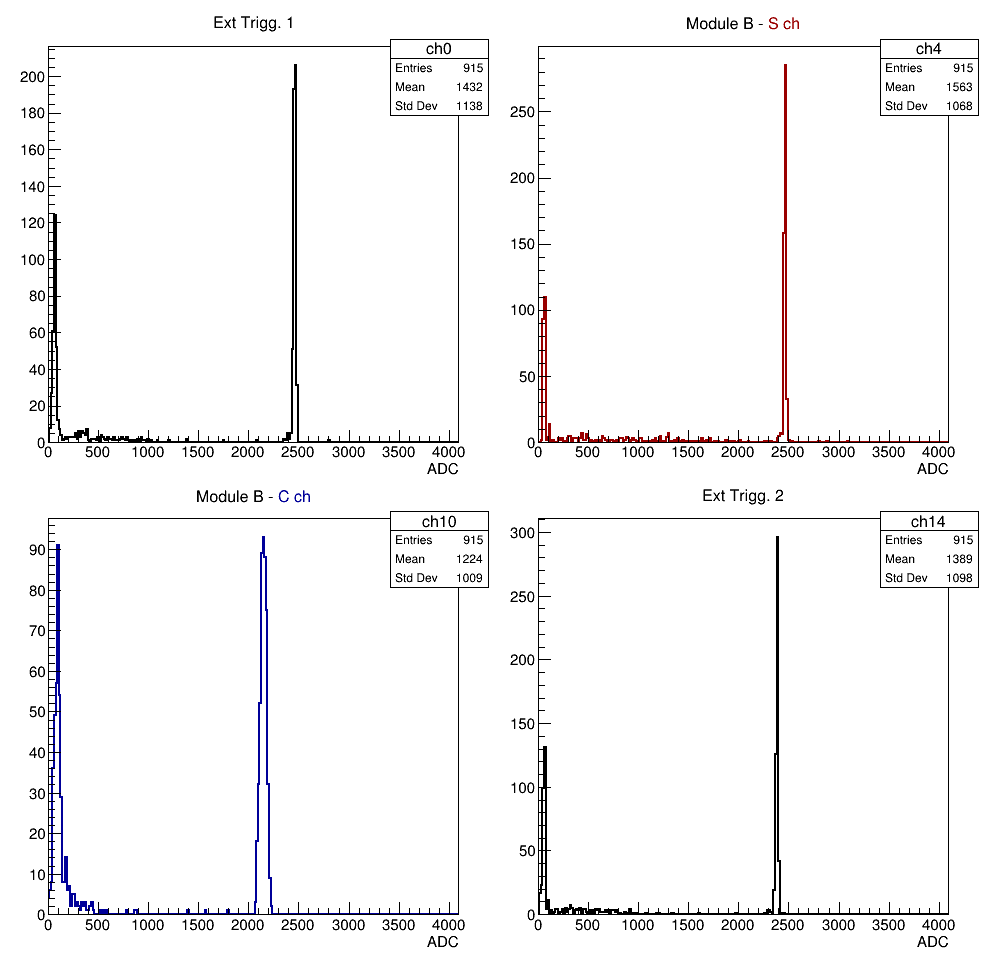 Ext Trigg. 1
ch0
Entries 915
Mean 1432
Std Dev 1138
200
180
160
140
120
100
80
60
40
20
0
0 500 1000 1500 2000 2500 3000 3500 4000
ADC
Module B - S ch
ch4
Entries 915
Mean 1563
Std Dev 1068
250
200
150
100
50
0
0 500 1000 1500 2000 2500 3000 3500 4000
ADC
Module B - C ch
ch10
Entries 915
Mean 1224
Std Dev 1009
90
80
70
60
50
40
30
20
10
0
0 500 1000 1500 2000 2500 3000 3500 4000
ADC
Ext Trigg. 2
ch14
Entries 915
Mean 1389
Std Dev 1098
300
250
200
150
100
50
0
0 500 1000 1500 2000 2500 3000 3500 4000
ADC